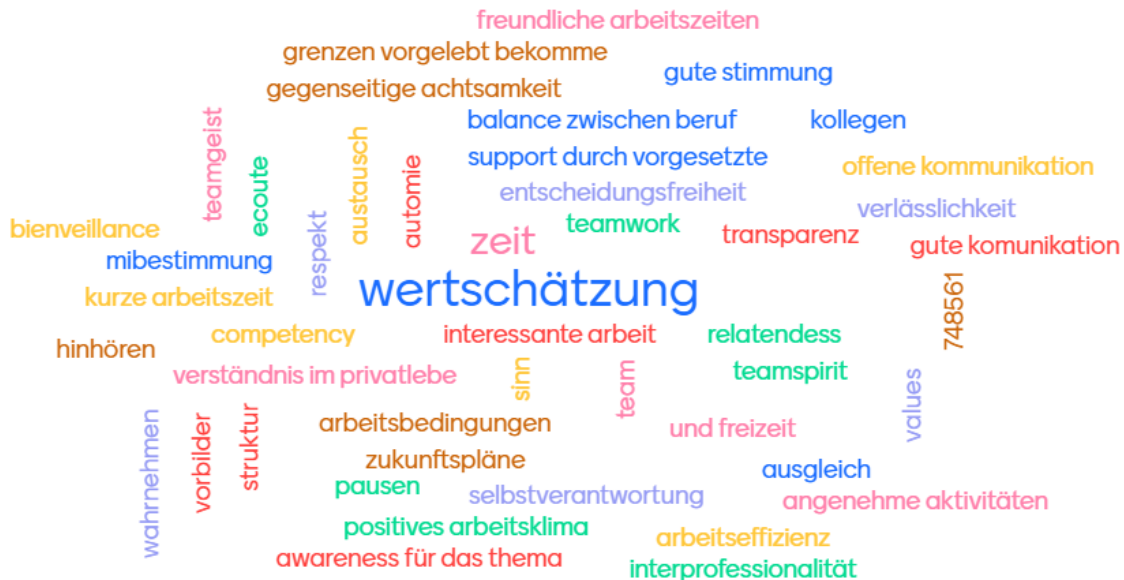 freundliche arbeitszeiten
grenzen vorgelebt bekomme
gute stimmung
gegenseitige achtsamkeit
balance zwischen beruf
kollegen
teamgeist
ecoute
austausch
automie
support durch vorgesetzte
offene kommunikation
entscheidungsfreiheit
verlässlichkeit
bienveillance
respekt
zeit
teamwork
transparenz
gute komunikation
mibestimmung
wertschätzung
748561
kurze arbeitszeit
competency
interessante arbeit
relatendess
hinhören
verständnis im privatlebe
sinn
team
teamspirit
values
wahrnehmen
vorbilder
struktur
arbeitsbedingungen
und freizeit
zukunftspläne
ausgleich
pausen
selbstverantwortung
angenehme aktivitäten
positives arbeitsklima
arbeitseffizienz
awareness für das thema
interprofessionalität